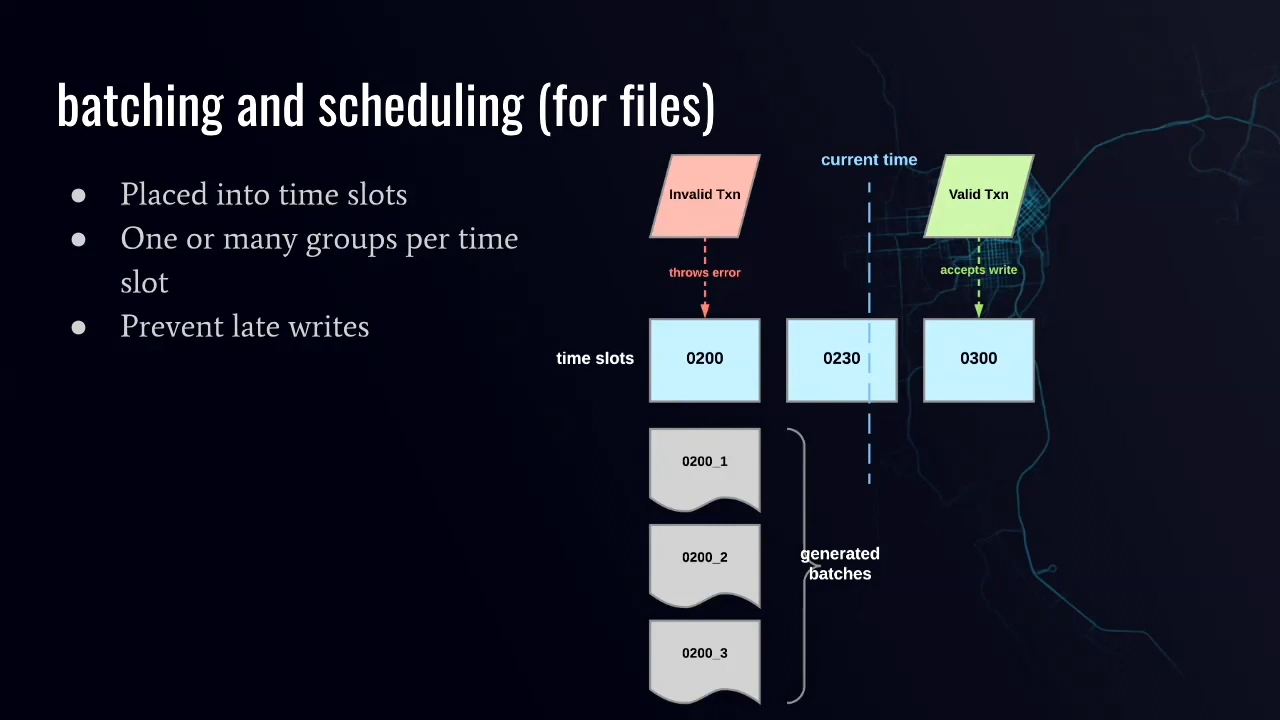 batching and scheduling (for files)
● Placed into time slots
● One or many groups per time
slot
● Prevent late writes
current time
Invalid Txn
Valid Txn
throws error
accepts write
time slots
0200
0230
0300
0200_1
0200_2
0200_3
generated
batches